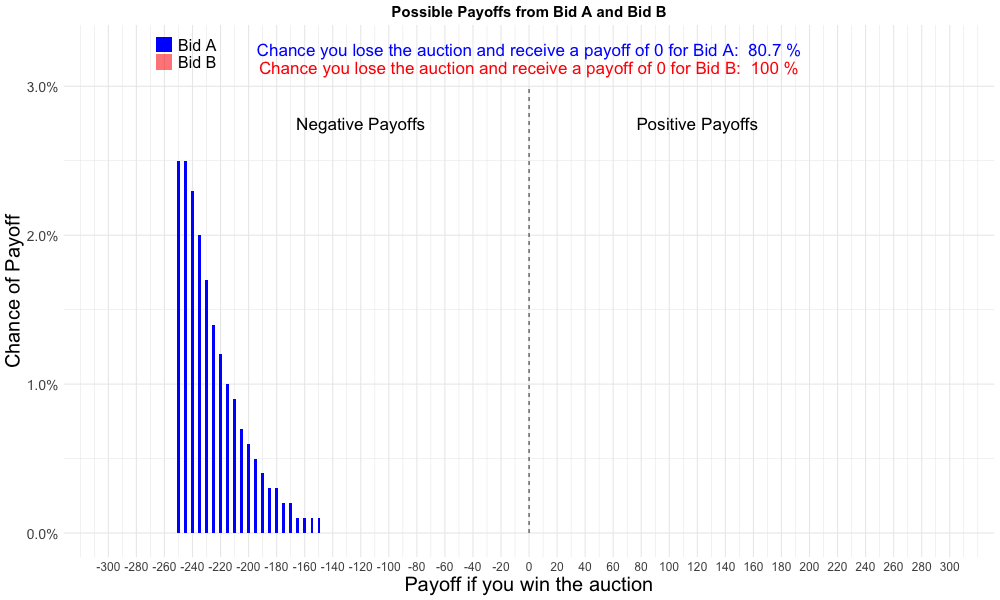 Possible Payoffs from Bid A and Bid B
Bid A
Bid B
Chance you lose the auction and receive a payoff of 0 for Bid A:  80.7 %
Chance you lose the auction and receive a payoff of 0 for Bid B:  100 %
Negative Payoffs
Positive Payoffs
Chance of Payoff
3.0%
2.0%
1.0%
0.0%
-300 -280 -260 -240 -220 -200 -180 -160 -140 -120 -100 -80 -60 -40 -20 0 20 40 60 80 100 120 140 160 180 200 220 240 260 280 300
Payoff if you win the auction